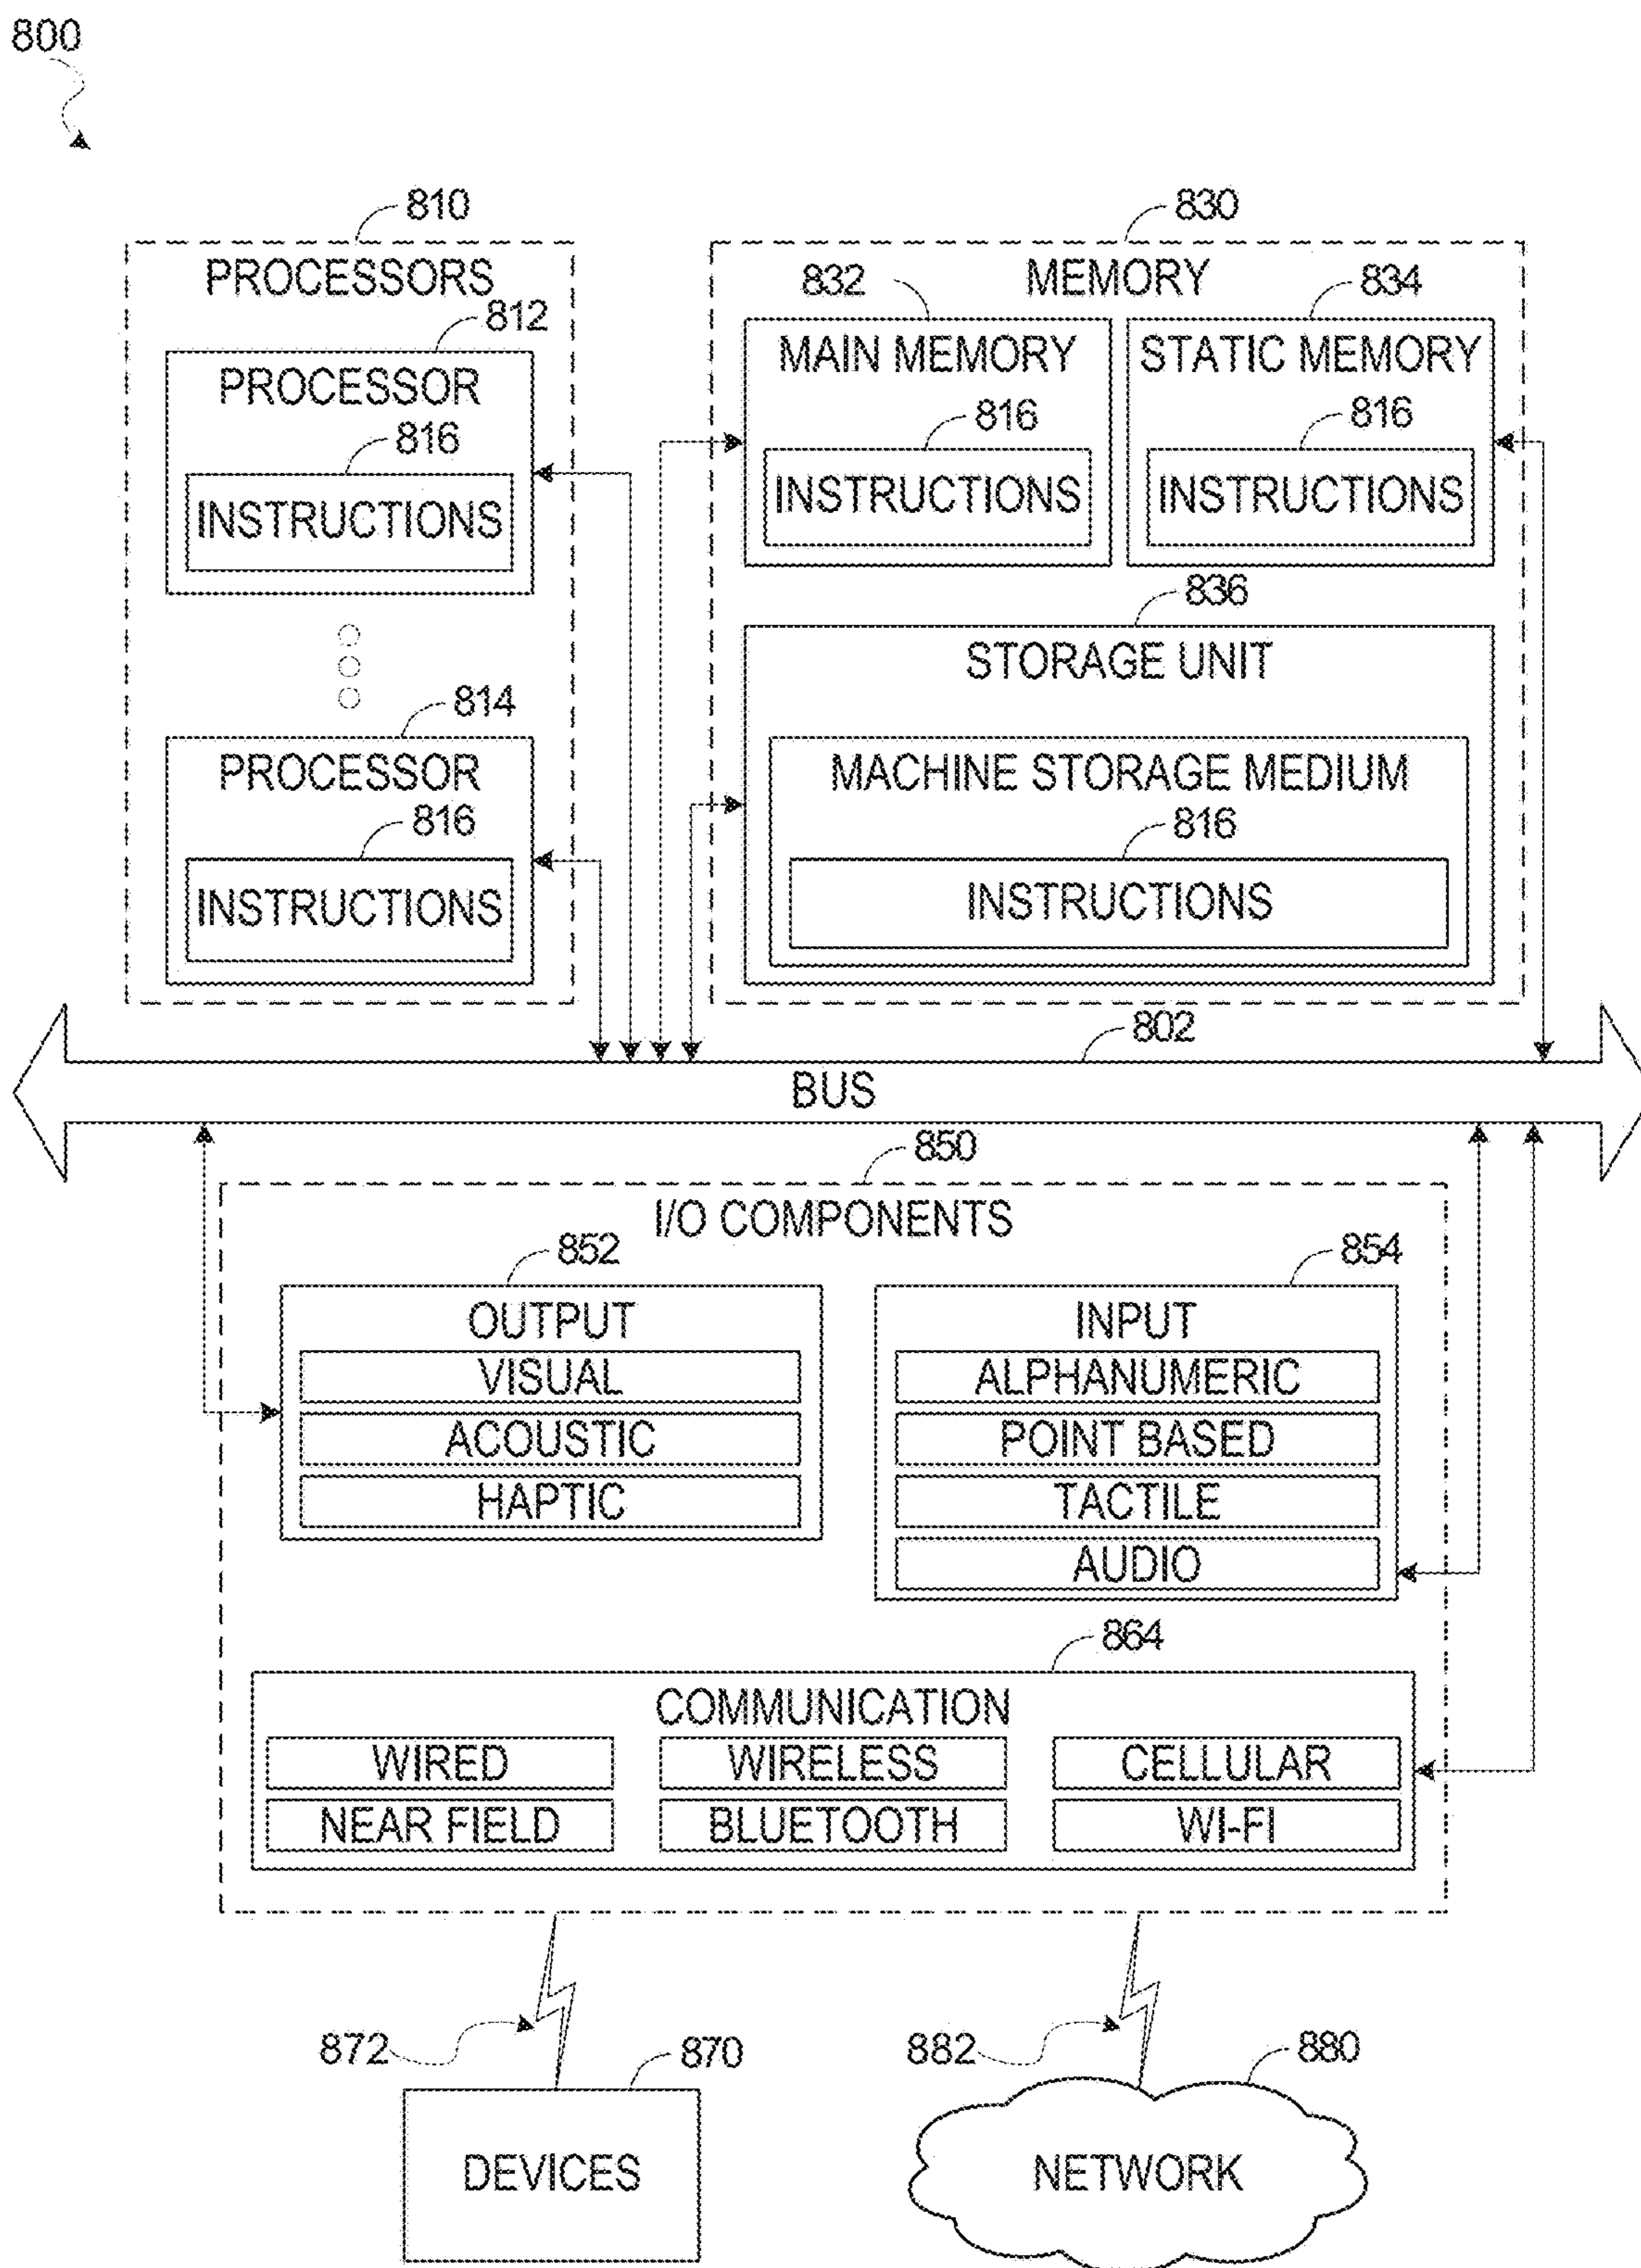 800
810
PROCESSORS
812
PROCESSOR
816
INSTRUCTIONS
814
PROCESSOR
816
INSTRUCTIONS
830
MEMORY
832
MAIN MEMORY
816
INSTRUCTIONS
834
STATIC MEMORY
816
INSTRUCTIONS
836
STORAGE UNIT
MACHINE STORAGE MEDIUM
816
INSTRUCTIONS
802
BUS
850
I/O COMPONENTS
852
OUTPUT
VISUAL
ACOUSTIC
HAPTIC
854
INPUT
ALPHANUMERIC
POINT BASED
TACTILE
AUDIO
864
COMMUNICATION
WIRED
WIRELESS
CELLULAR
NEAR FIELD
BLUETOOTH
WI-FI
872
870
DEVICES
882
880
NETWORK